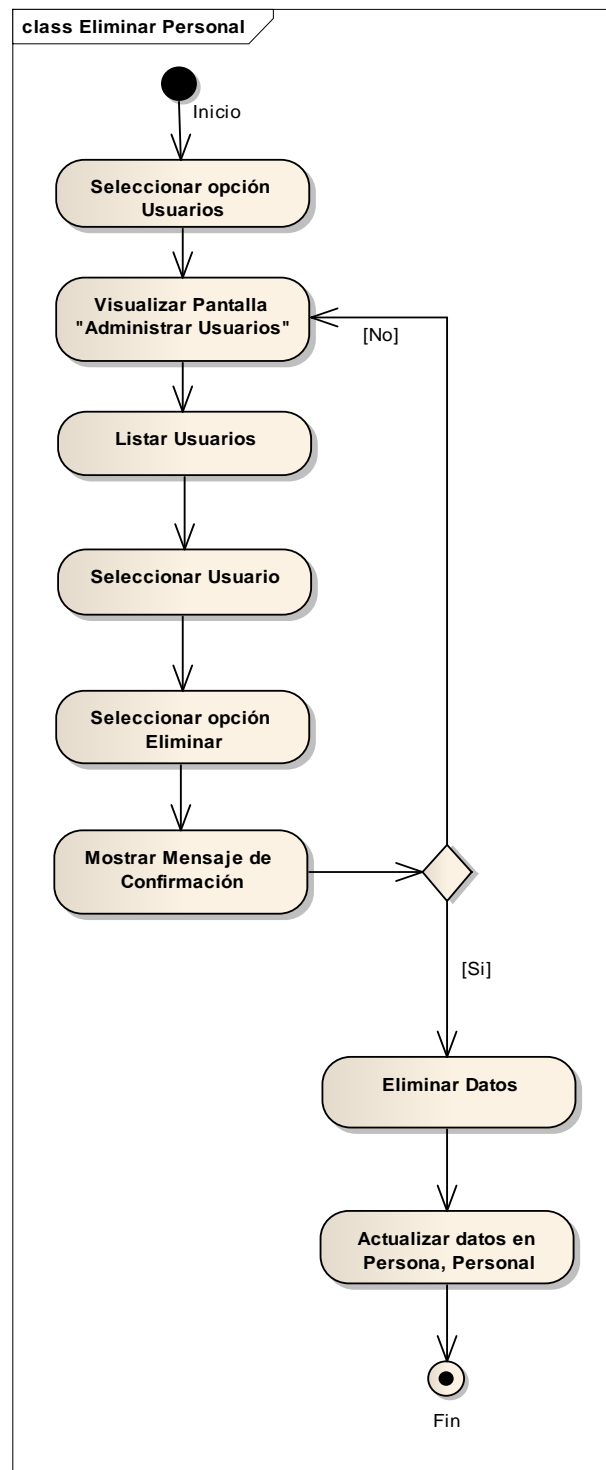 class Eliminar Personal
Inicio
Seleccionar opción
Usuarios
Visualizar Pantalla
"Administrar Usuarios"
[No]
Listar Usuarios
Seleccionar Usuario
Seleccionar opción
Eliminar
Mostrar Mensaje de
Confirmación
[Si]
Eliminar Datos
Actualizar datos en
Persona, Personal
Fin